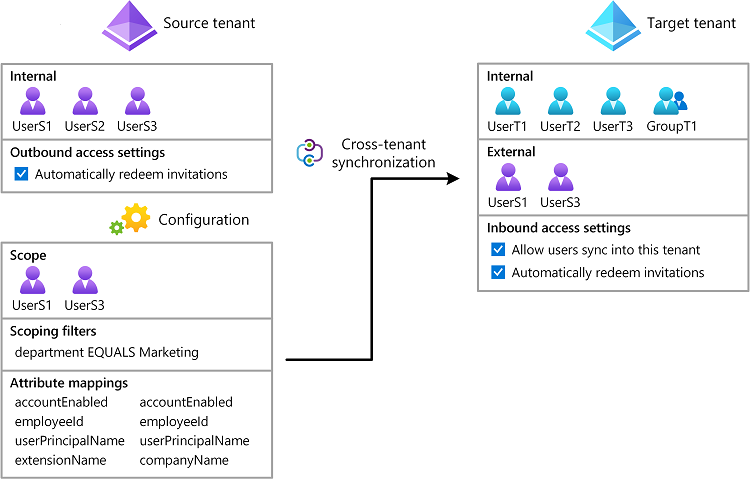 Source tenant
Internal
UserS1 UserS2 UserS3
Outbound access settings
Automatically redeem invitations
Configuration
Scope
UserS1 UserS3
Scoping filters
department EQUALS Marketing
Attribute mappings
accountEnabled accountEnabled
employeeId employeeId
userPrincipalName userPrincipalName
extensionName companyName
Cross-tenant
synchronization
Target tenant
Internal
UserT1 UserT2 UserT3 GroupT1
External
UserS1 UserS3
Inbound access settings
Allow users sync into this tenant
Automatically redeem invitations